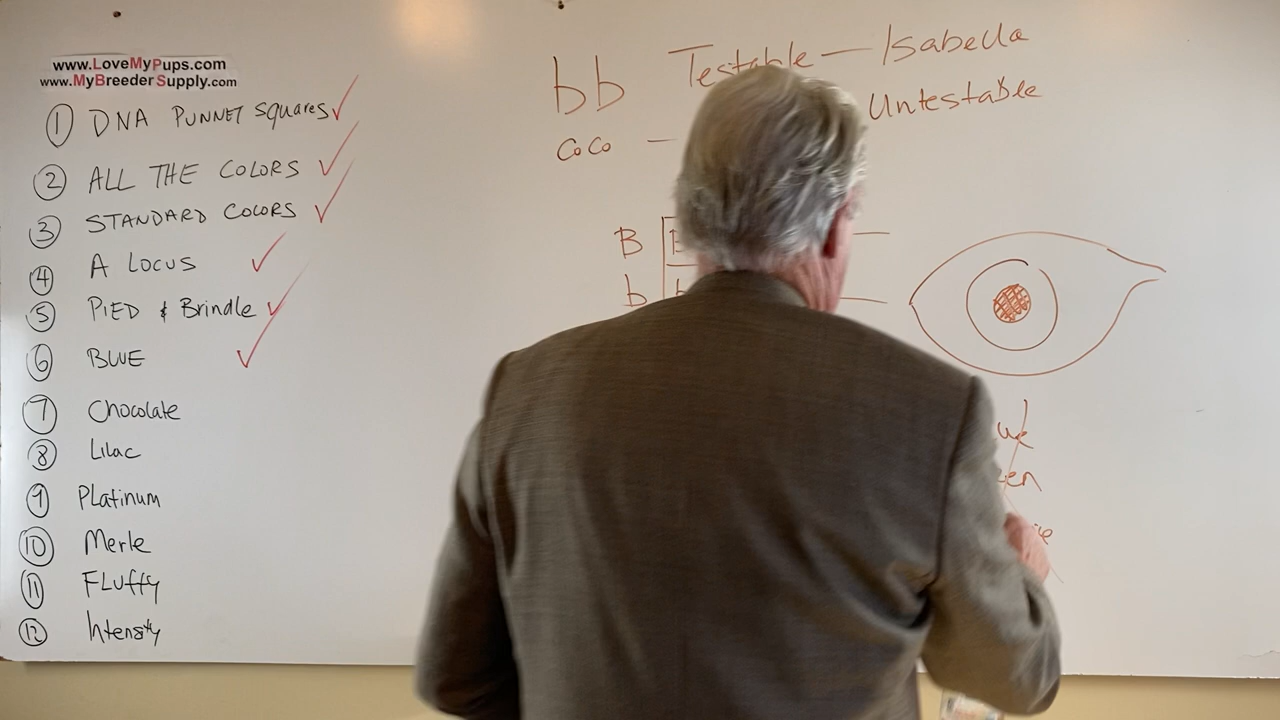 www.LoveMyPups.com
www.MyBreederSupply.com
1 DNA PUNNET SQUARES
2 ALL THE COLORS
3 STANDARD COLORS
4 A LOCUS
5 PIED & Brindle
6 BLUE
7 Chocolate
8 Lilac
9 Platinum
10 Merle
11 FLuffy
12 Intensity
bb Testable — Isabella
CoCo — Untestable
B
b